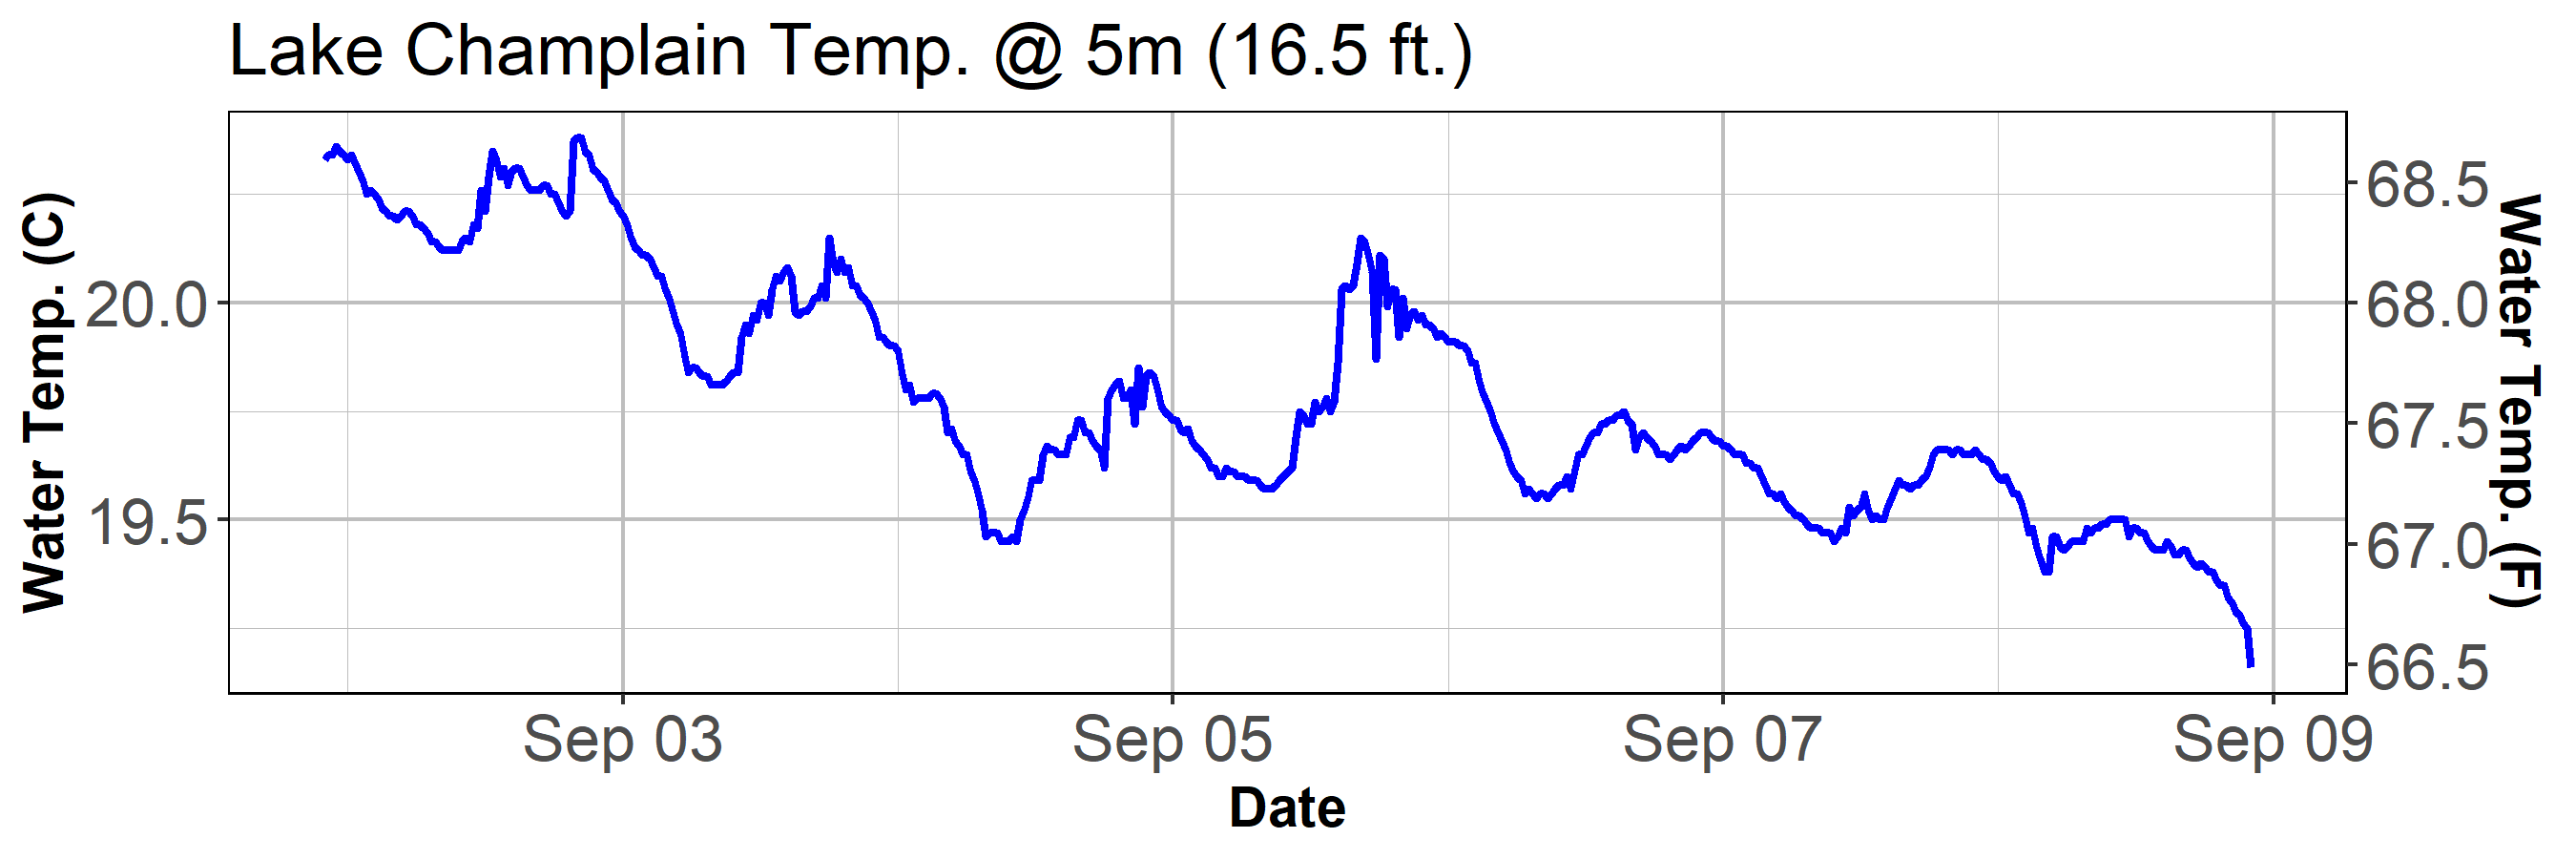 Lake Champlain Temp. @ 5m (16.5 ft.)
Water Temp. (C)
20.0
19.5
68.5
68.0
67.5
67.0
66.5
Water Temp. (F)
Sep 03
Sep 05
Sep 07
Sep 09
Date